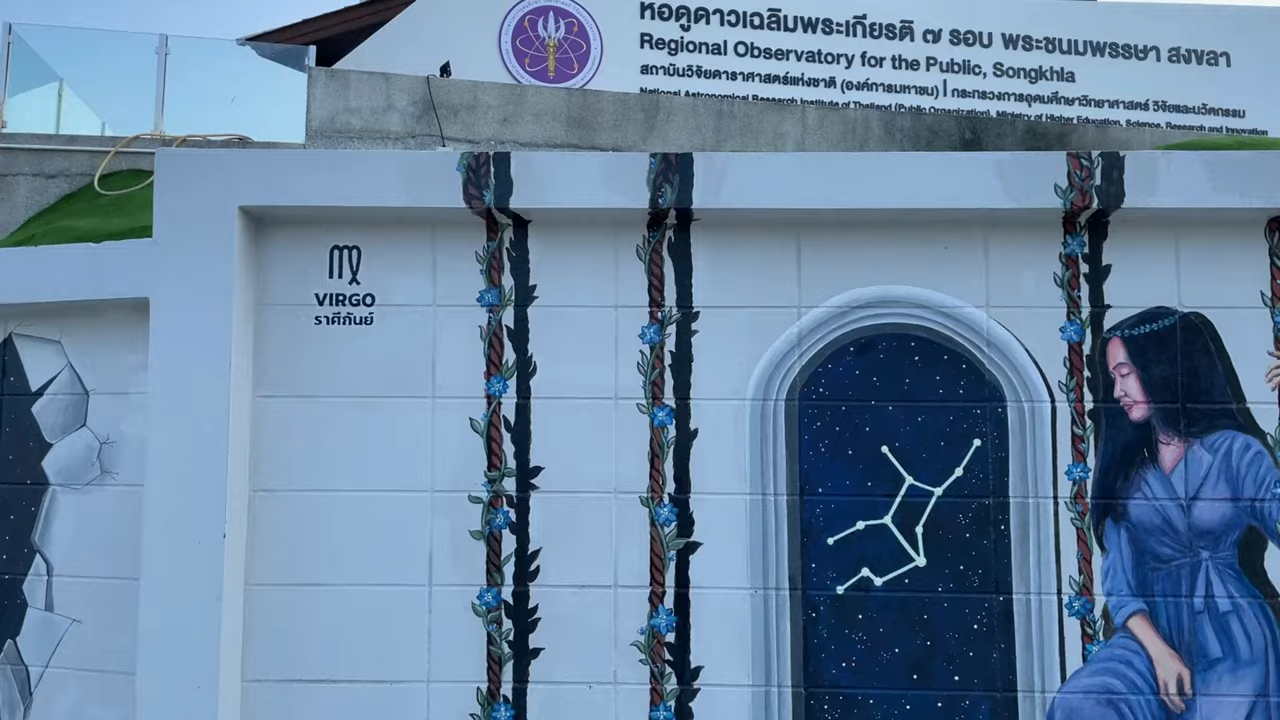 หอดูดาวเฉลิมพระเกียรติ ๗ รอบ พระชนมพรรษา สงขลา
Regional Observatory for the Public, Songkhla
สถาบันวิจัยดาราศาสตร์แห่งชาติ (องค์การมหาชน) | กระทรวงการอุดมศึกษาวิทยาศาสตร์ วิจัยและนวัตกรรม
National Astronomical Research Institute of Thailand (Public Organization), Ministry of Higher Education, Science, Research and Innovation
VIRGO
ราศีกันย์